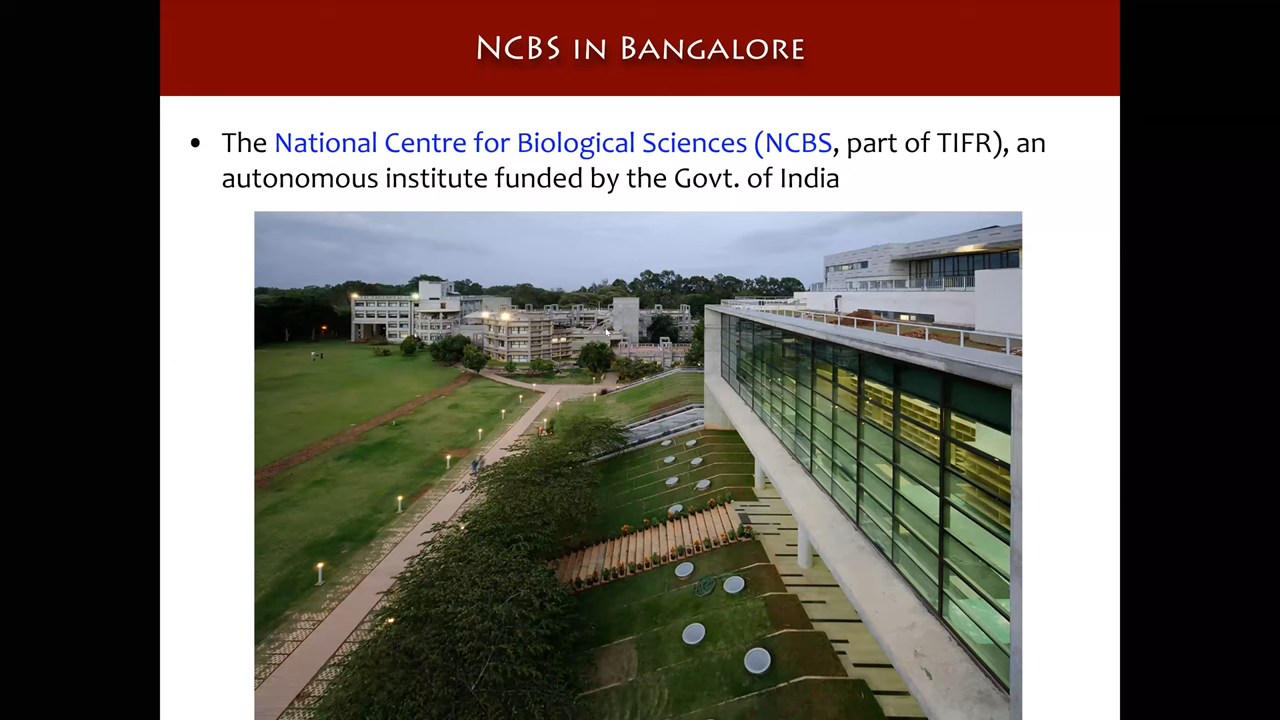 NCBS in Bangalore
• The National Centre for Biological Sciences (NCBS, part of TIFR), an
autonomous institute funded by the Govt. of India